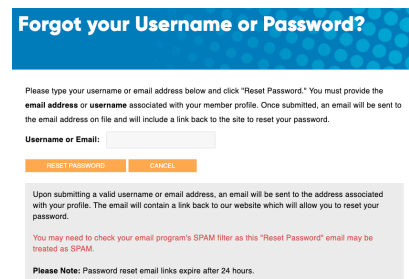 Forgot your Username or Password?
Please type your username or email address below and click "Reset Password." You must provide the
email address or username associated with your member profile. Once submitted, an email will be sent to
the email address on file and will include a link back to the site to reset your password.
Username or Email:
RESET PASSWORD CANCEL
Upon submitting a valid username or email address, an email will be sent to the address associated
with your profile. The email will contain a link back to our website which will allow you to reset your
password.
You may need to check your email program's SPAM filter as this "Reset Password" email may be
treated as SPAM.
Please Note: Password reset email links expire after 24 hours.